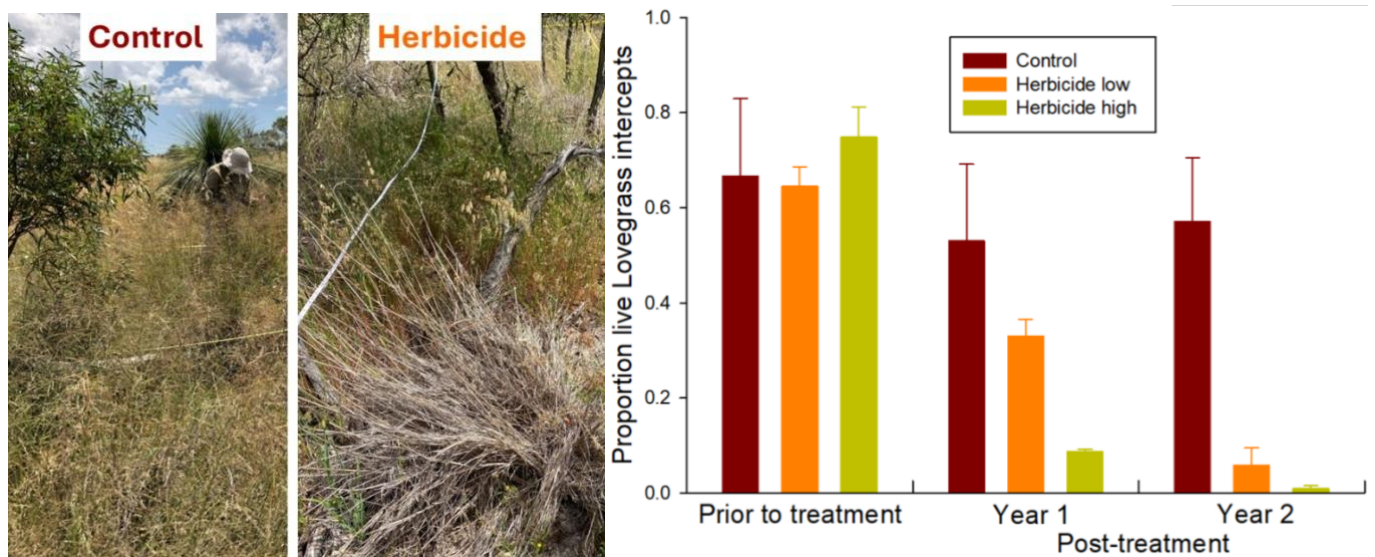 Control
Herbicide
Proportion live Lovegrass intercepts
1.0
0.8
0.6
0.4
0.2
0.0
Control
Herbicide low
Herbicide high
Prior to treatment
Year 1
Year 2
Post-treatment